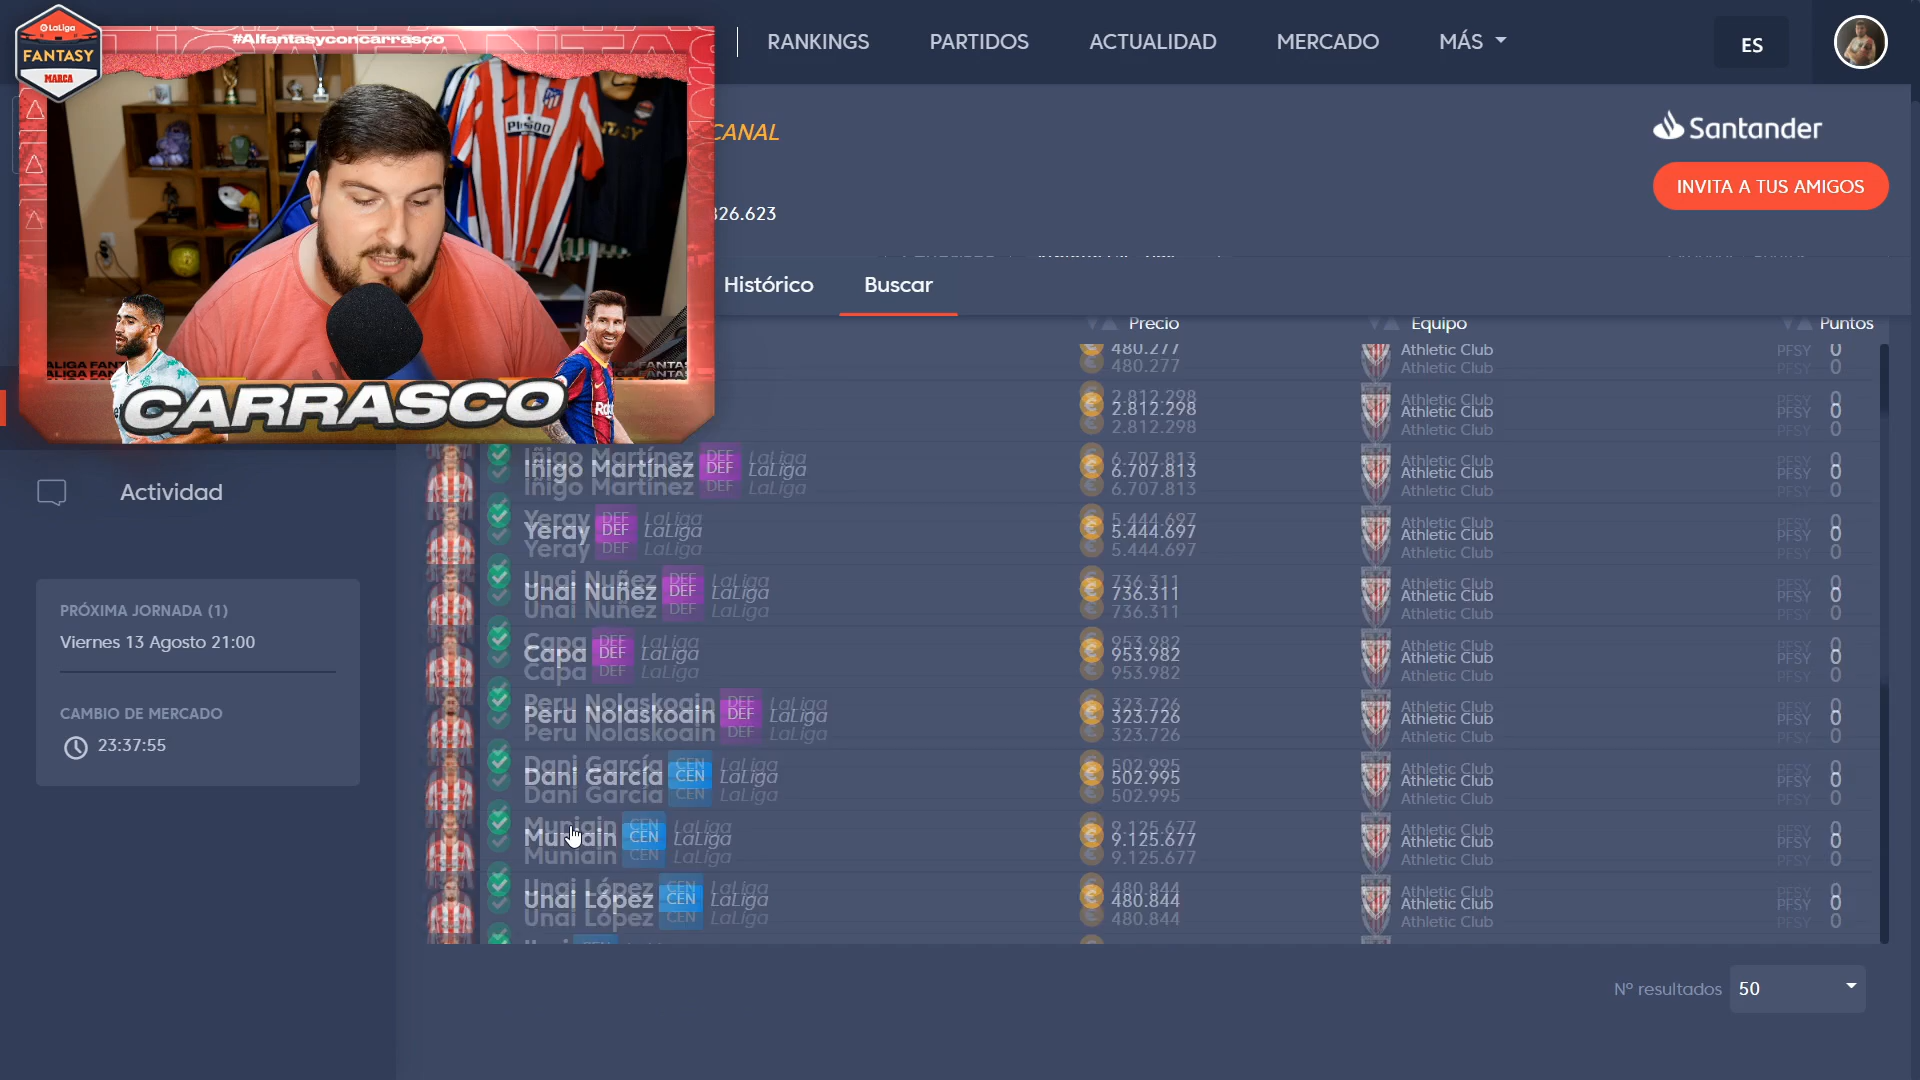 LaLiga
FANTASY
MARCA
#Alfantasyconcarrasco
RANKINGS
PARTIDOS
ACTUALIDAD
MERCADO
MÁS
ES
CANAL
Santander
INVITA A TUS AMIGOS
326.623
Histórico
Buscar
Plus500
CARRASCO
Precio
Equipo
Puntos
480.277
Athletic Club
PFSY
0
2.812.298
Athletic Club
PFSY
0
Iñigo Martínez
DEF
LaLiga
6.707.813
Athletic Club
PFSY
0
Yeray
DEF
LaLiga
5.444.697
Athletic Club
PFSY
0
Unai Nuñez
DEF
LaLiga
736.311
Athletic Club
PFSY
0
Capa
DEF
LaLiga
953.982
Athletic Club
PFSY
0
Peru Nolaskoain
DEF
LaLiga
323.726
Athletic Club
PFSY
0
Dani García
CEN
LaLiga
502.995
Athletic Club
PFSY
0
Muniain
CEN
LaLiga
9.125.677
Athletic Club
PFSY
0
Unai López
CEN
LaLiga
480.844
Athletic Club
PFSY
0
Actividad
PRÓXIMA JORNADA (1)
Viernes 13 Agosto 21:00
CAMBIO DE MERCADO
23:37:55
Nº resultados
50